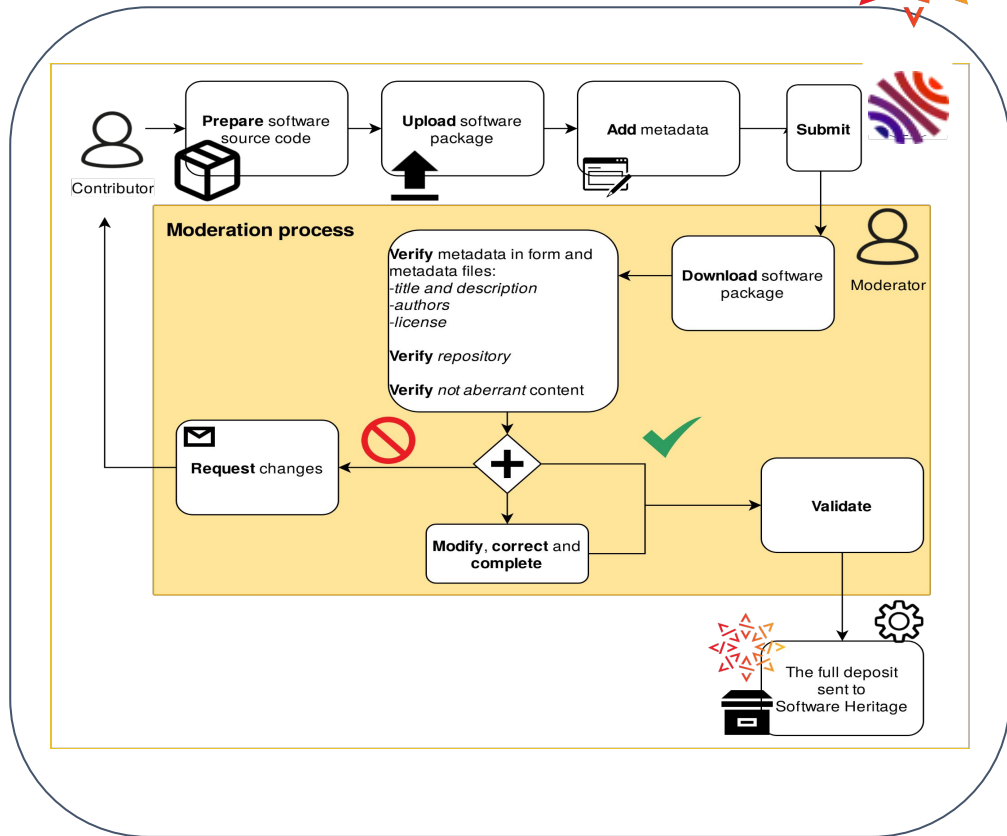 Prepare software
source code
Upload software
package
Add metadata
Submit
Contributor
Moderation process
Verify metadata in form and
metadata files:
-title and description
-authors
-license
Verify repository
Verify not aberrant content
Download software
package
Moderator
Request changes
Modify, correct and
complete
Validate
The full deposit
sent to
Software Heritage